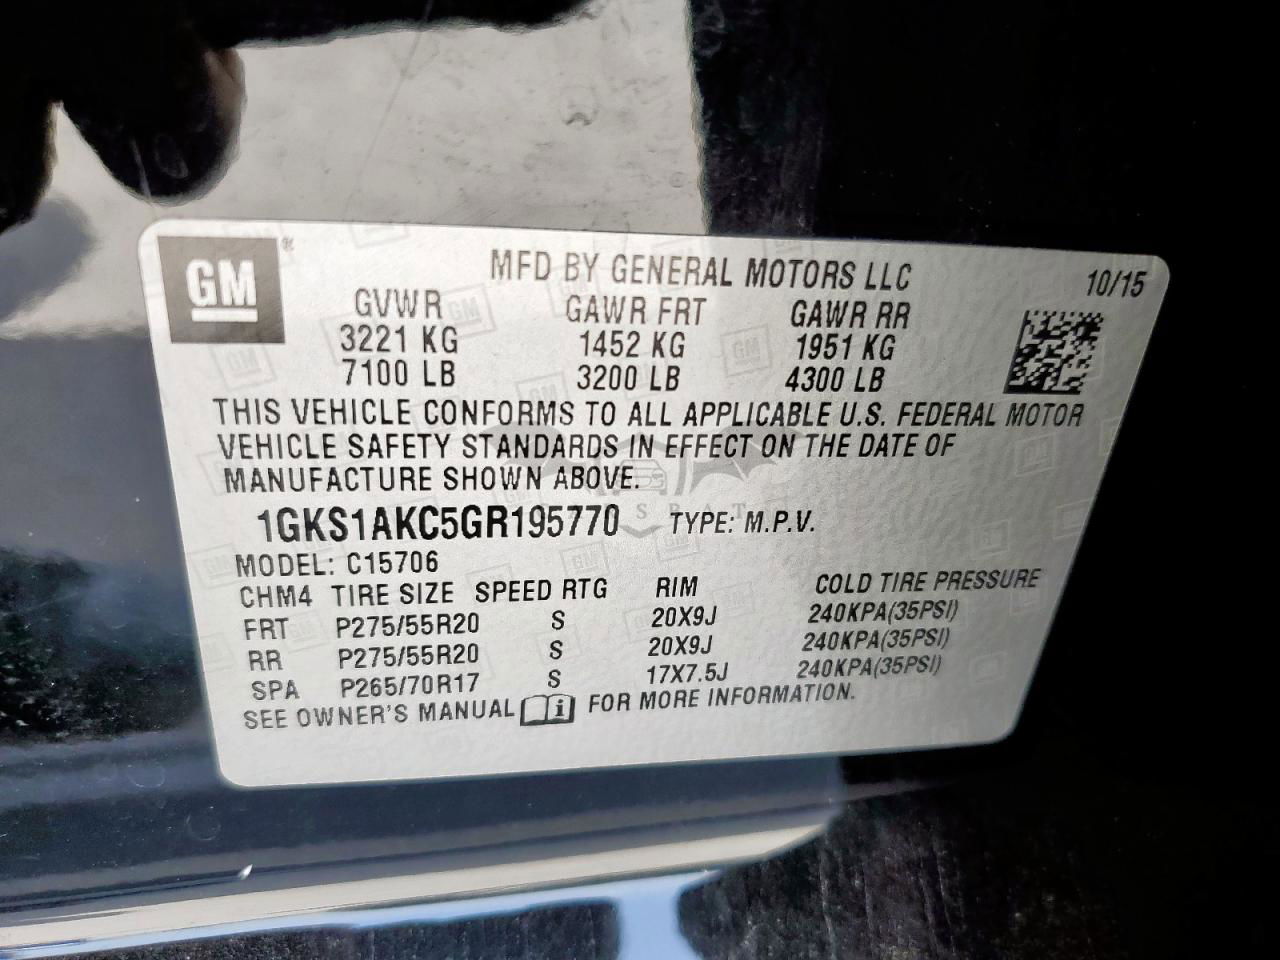 GM®
MFD BY GENERAL MOTORS LLC 10/15
GVWR GAWR FRT GAWR RR
3221 KG 1452 KG 1951 KG
7100 LB 3200 LB 4300 LB
THIS VEHICLE CONFORMS TO ALL APPLICABLE U.S. FEDERAL MOTOR
VEHICLE SAFETY STANDARDS IN EFFECT ON THE DATE OF
MANUFACTURE SHOWN ABOVE.
1GKS1AKC5GR195770 TYPE: M.P.V.
MODEL: C15706
CHM4 TIRE SIZE SPEED RTG RIM COLD TIRE PRESSURE
FRT P275/55R20 S 20X9J 240KPA(35PSI)
RR P275/55R20 S 20X9J 240KPA(35PSI)
SPA P265/70R17 S 17X7.5J 240KPA(35PSI)
SEE OWNER'S MANUAL i FOR MORE INFORMATION.